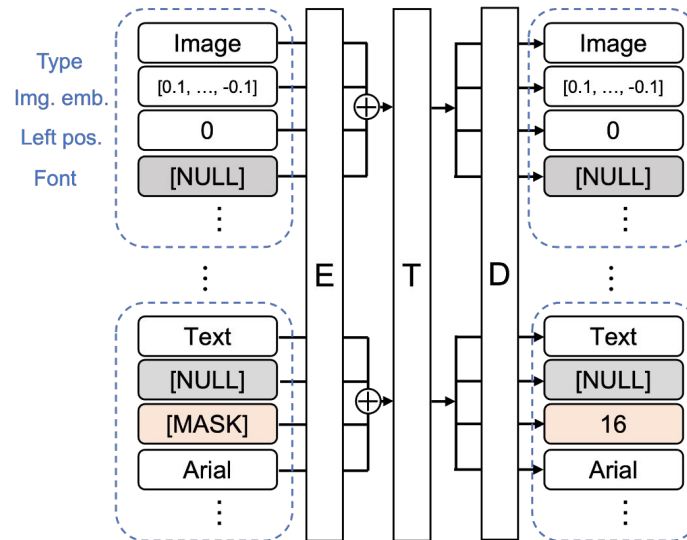 Type
Img. emb.
Left pos.
Font
Image
[0.1, ..., -0.1]
0
[NULL]
⋮
⋮
Text
[NULL]
[MASK]
Arial
⋮
E
T
D
Image
[0.1, ..., -0.1]
0
[NULL]
⋮
⋮
Text
[NULL]
16
Arial
⋮